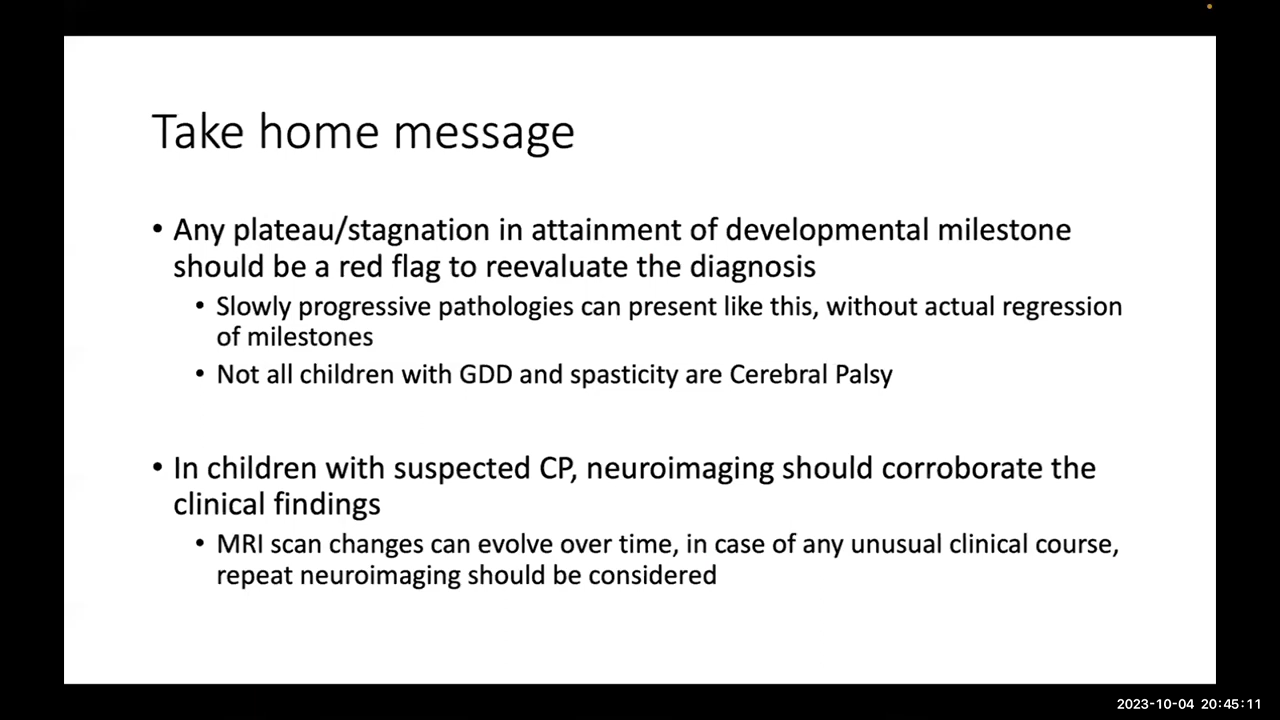 Take home message
• Any plateau/stagnation in attainment of developmental milestone
should be a red flag to reevaluate the diagnosis
• Slowly progressive pathologies can present like this, without actual regression
of milestones
• Not all children with GDD and spasticity are Cerebral Palsy
• In children with suspected CP, neuroimaging should corroborate the
clinical findings
• MRI scan changes can evolve over time, in case of any unusual clinical course,
repeat neuroimaging should be considered
2023-10-04 20:45:11